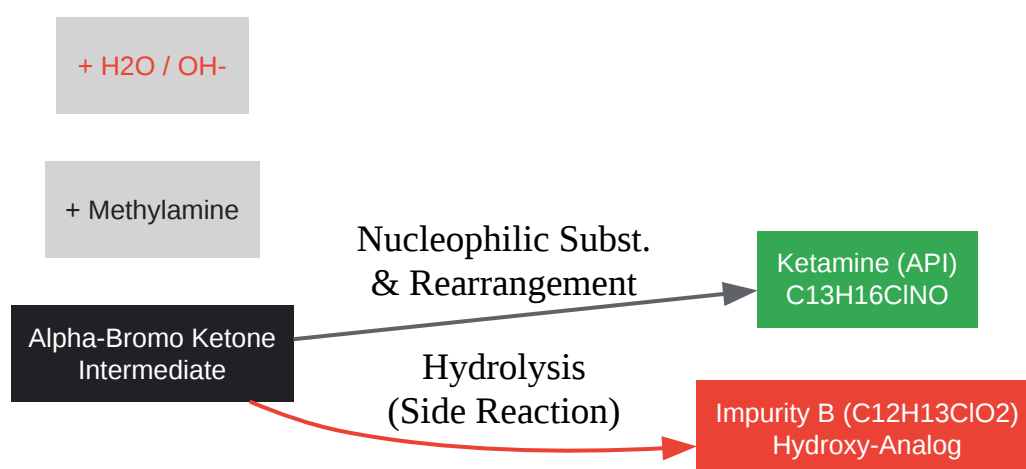 + H2O / OH-
+ Methylamine
Nucleophilic Subst.
& Rearrangement
Ketamine (API)
C13H16ClNO
Alpha-Bromo Ketone
Intermediate
Hydrolysis
(Side Reaction)
Impurity B (C12H13ClO2)
Hydroxy-Analog